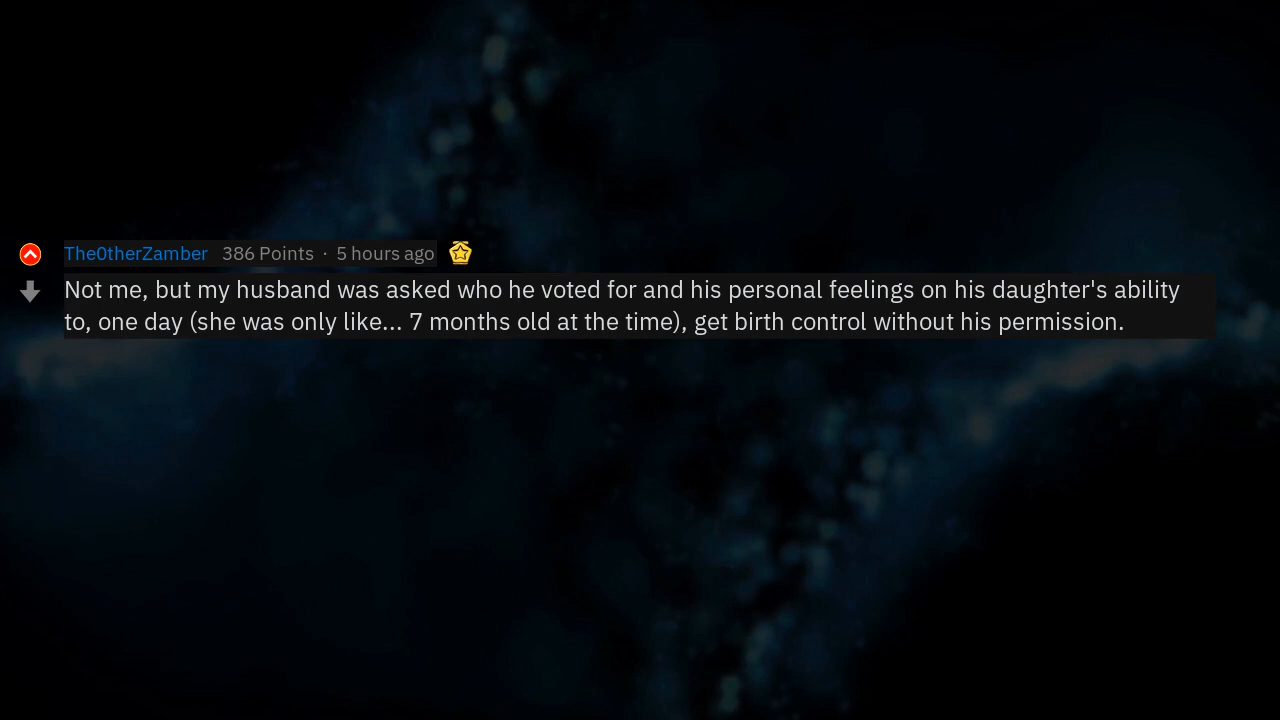 The0therZamber 386 Points · 5 hours ago
Not me, but my husband was asked who he voted for and his personal feelings on his daughter's ability
to, one day (she was only like... 7 months old at the time), get birth control without his permission.